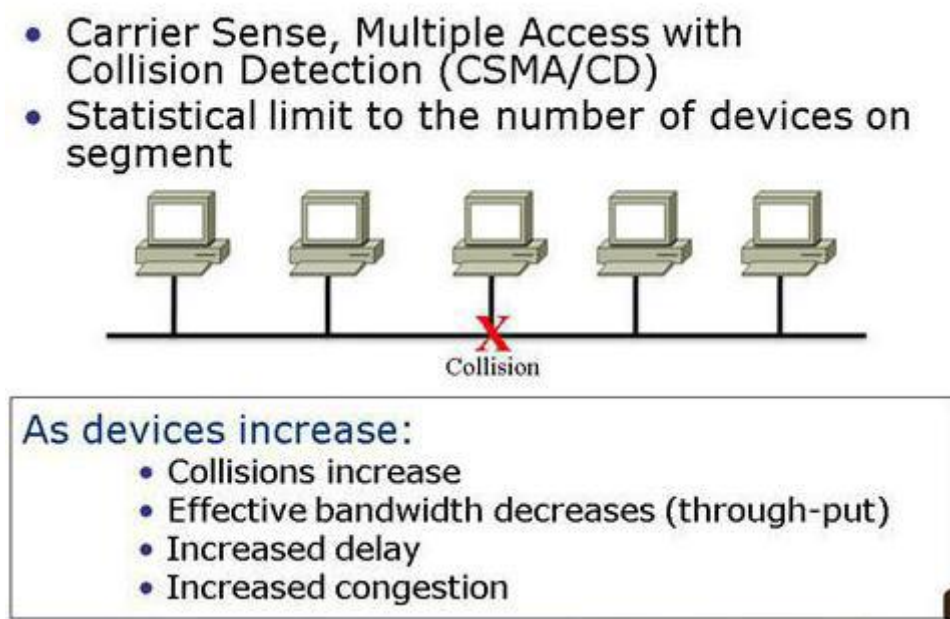 • Carrier Sense, Multiple Access with
Collision Detection (CSMA/CD)
• Statistical limit to the number of devices on
segment
X
Collision
As devices increase:
• Collisions increase
• Effective bandwidth decreases (through-put)
• Increased delay
• Increased congestion